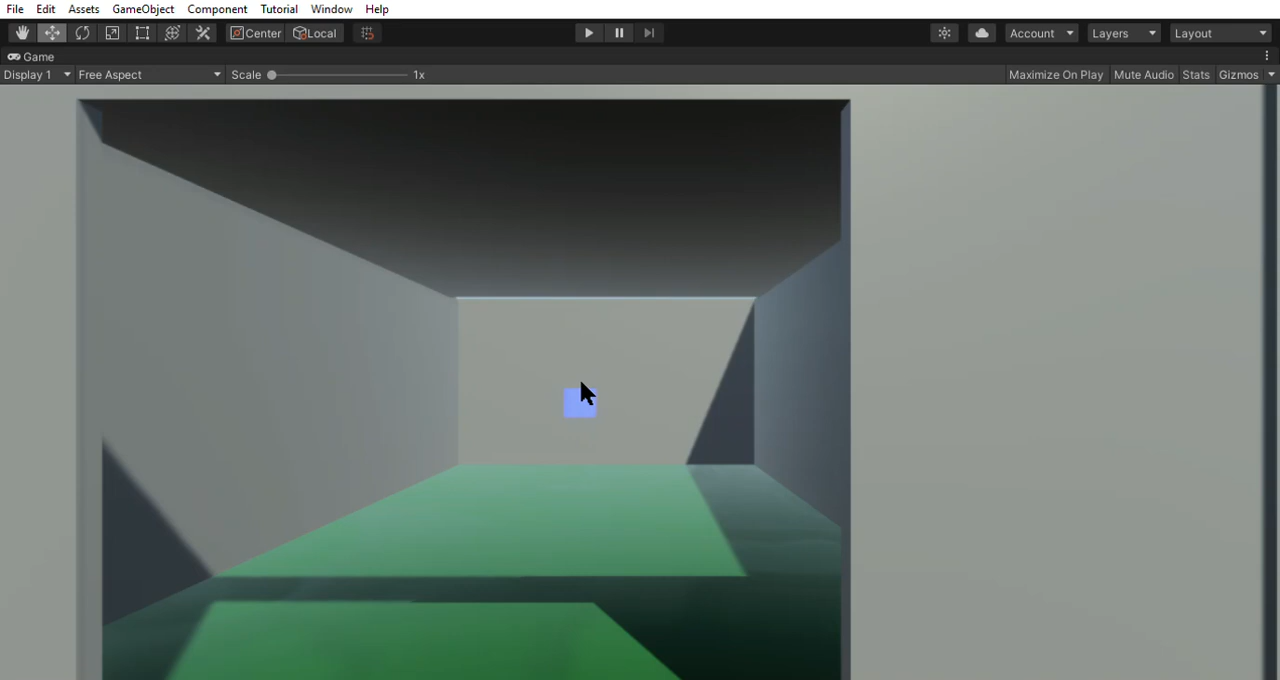 File Edit Assets GameObject Component Tutorial Window Help
Center Local Account Layers Layout
Game
Display 1 Free Aspect Scale 1x Maximize On Play Mute Audio Stats Gizmos